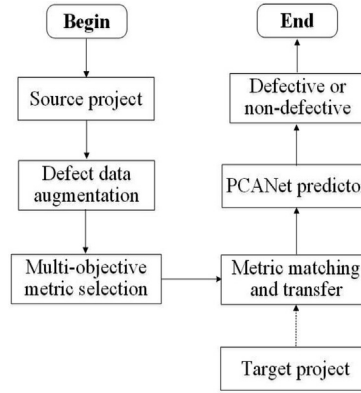 Begin
Source project
Defect data
augmentation
Multi-objective
metric selection
End
Defective or
non-defective
PCANet predicto
Metric matching
and transfer
Target project